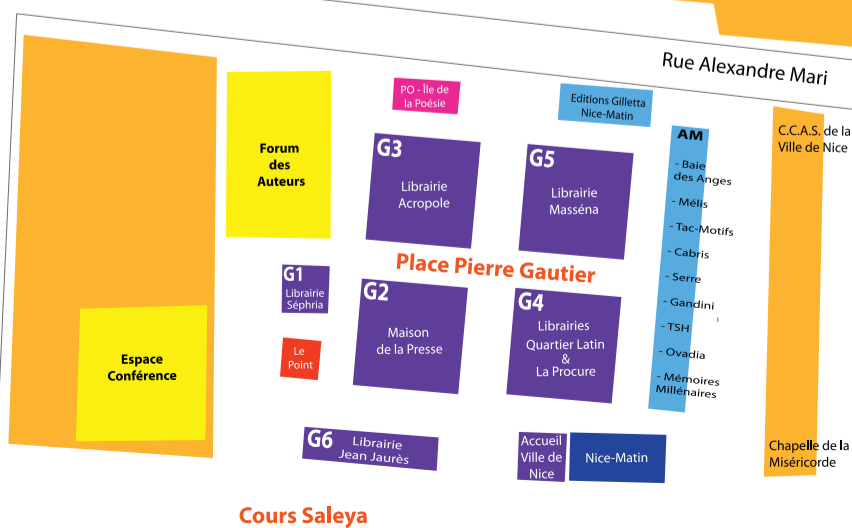 Rue Alexandre Mari
PO - Île de
la Poésie
Editions Gilletta
Nice-Matin
C.C.A.S. de la
Ville de Nice
Forum
des
Auteurs
G3
Librairie
Acropole
G5
Librairie
Masséna
AM
- Baie
des Anges
- Mélis
- Tac-Motifs
- Cabris
- Serre
- Gandini
- TSH
- Ovadia
- Mémoires
Millénaires
Place Pierre Gautier
G1
Librairie
Séphria
G2
Maison
de la Presse
G4
Librairies
Quartier Latin
&
La Procure
Le
Point
Espace
Conférence
G6
Librairie
Jean Jaurès
Accueil
Ville de
Nice
Nice-Matin
Chapelle de la
Miséricorde
Cours Saleya